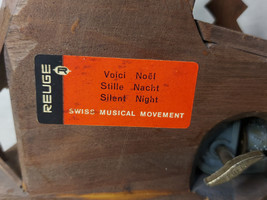 REUGE R
Voici Noël
Stille Nacht
Silent Night
SWISS MUSICAL MOVEMENT